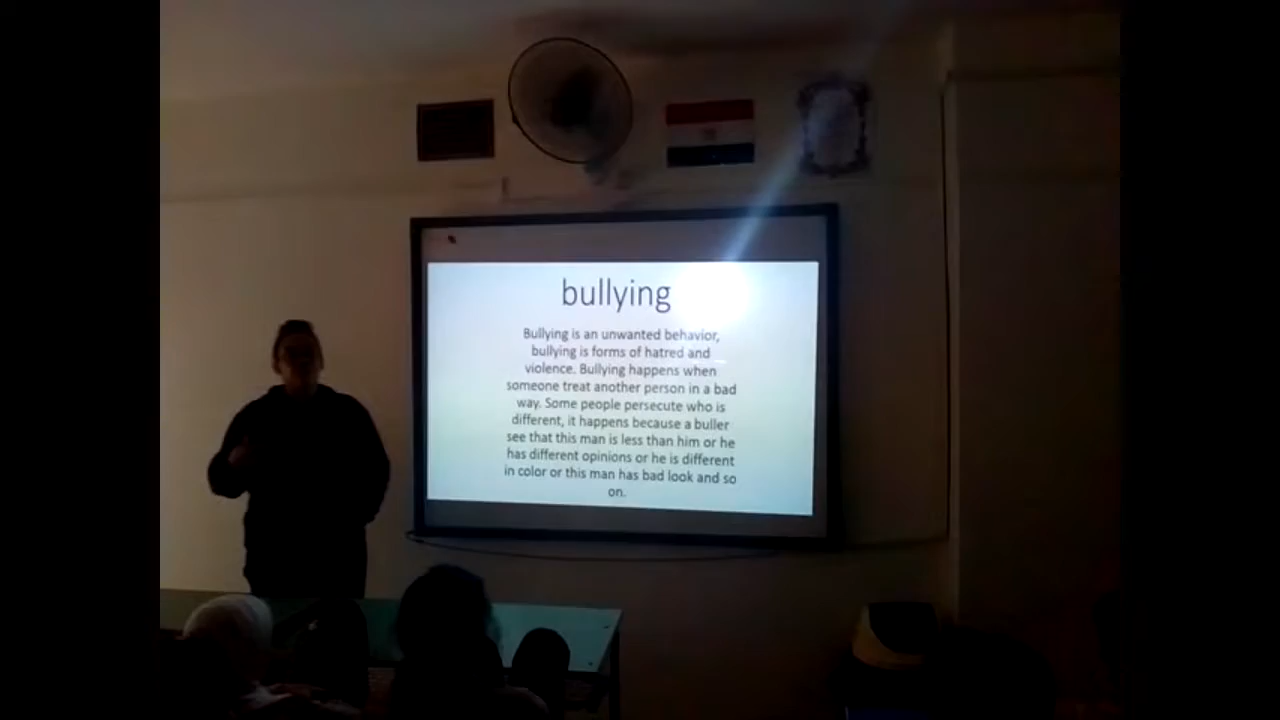 bullying
Bullying is an unwanted behavior,
bullying is forms of hatred and
violence. Bullying happens when
someone treat another person in a bad
way. Some people persecute who is
different, it happens because a buller
see that this man is less than him or he
has different opinions or he is different
in color or this man has bad look and so
on.